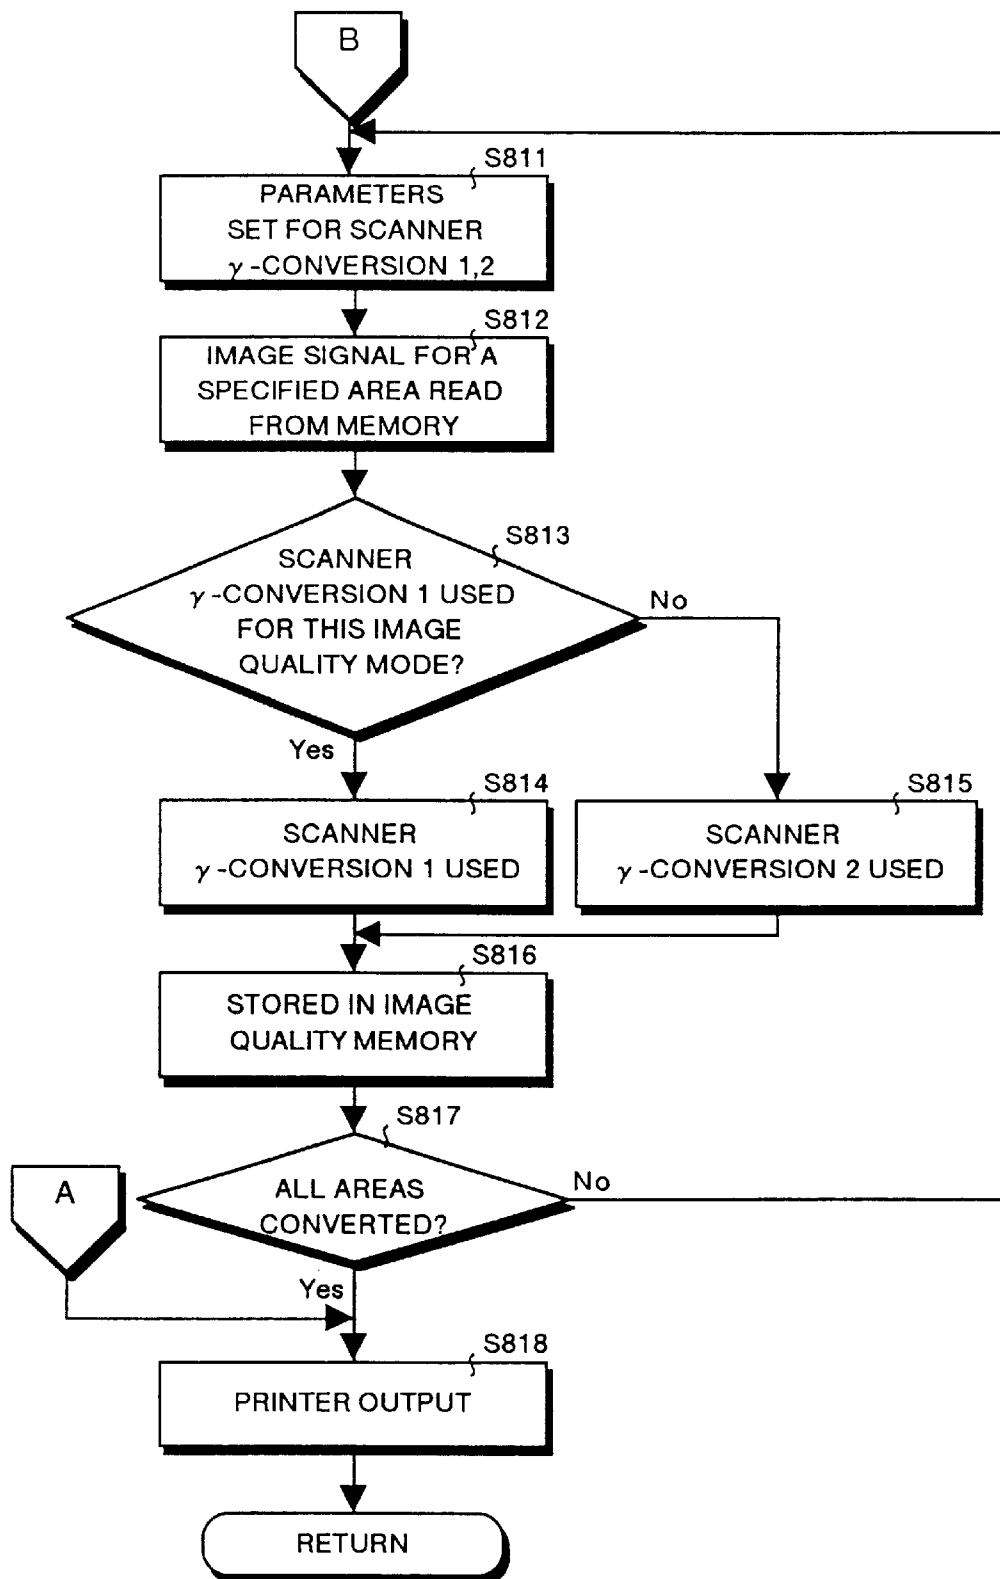 B
S811
PARAMETERS
SET FOR SCANNER
γ-CONVERSION 1,2
S812
IMAGE SIGNAL FOR A
SPECIFIED AREA READ
FROM MEMORY
S813
SCANNER
γ-CONVERSION 1 USED
FOR THIS IMAGE
QUALITY MODE?
No
Yes
S814
SCANNER
γ-CONVERSION 1 USED
S815
SCANNER
γ-CONVERSION 2 USED
S816
STORED IN IMAGE
QUALITY MEMORY
S817
ALL AREAS
CONVERTED?
No
A
Yes
S818
PRINTER OUTPUT
RETURN